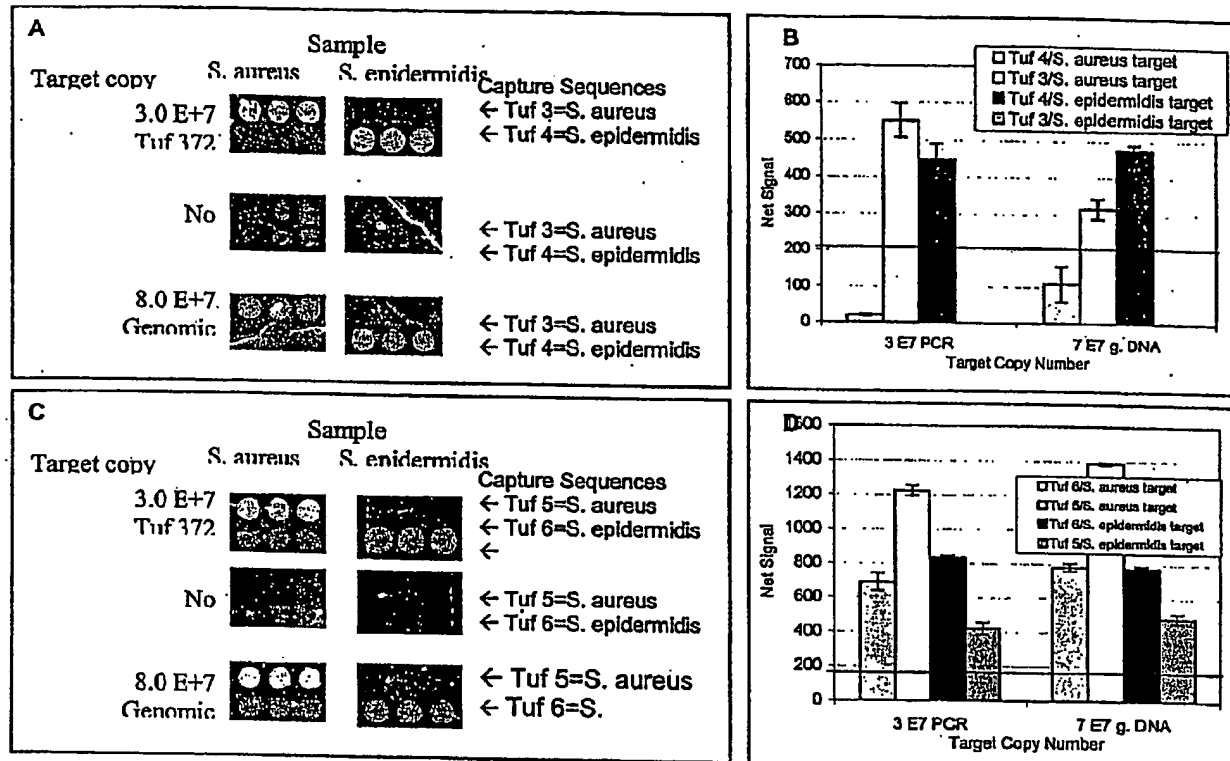 A
Sample
Target copy
S. aureus
S. epidermidis
Capture Sequences
3.0 E+7
Tuf 372
← Tuf 3=S. aureus
← Tuf 4=S. epidermidis
No
← Tuf 3=S. aureus
← Tuf 4=S. epidermidis
8.0 E+7.
Genomic
← Tuf 3=S. aureus
← Tuf 4=S. epidermidis
B
Tuf 4/S. aureus target
Tuf 3/S. aureus target
Tuf 4/S. epidermidis target
Tuf 3/S. epidermidis target
700
600
500
400
300
200
100
0
Net Signal
3 E7 PCR
7 E7 g. DNA
Target Copy Number
C
Sample
Target copy
S. aureus
S. epidermidis
Capture Sequences
3.0 E+7
Tuf 372
← Tuf 5=S. aureus
← Tuf 6=S. epidermidis
←
No
← Tuf 5=S. aureus
← Tuf 6=S. epidermidis
8.0 E+7
Genomic
← Tuf 5=S. aureus
← Tuf 6=S.
D
Tuf 6/S. aureus target
Tuf 5/S. aureus target
Tuf 6/S. epidermidis target
Tuf 5/S. epidermidis target
1600
1400
1200
1000
800
600
400
200
0
Net Signal
3 E7 PCR
7 E7 g. DNA
Target Copy Number